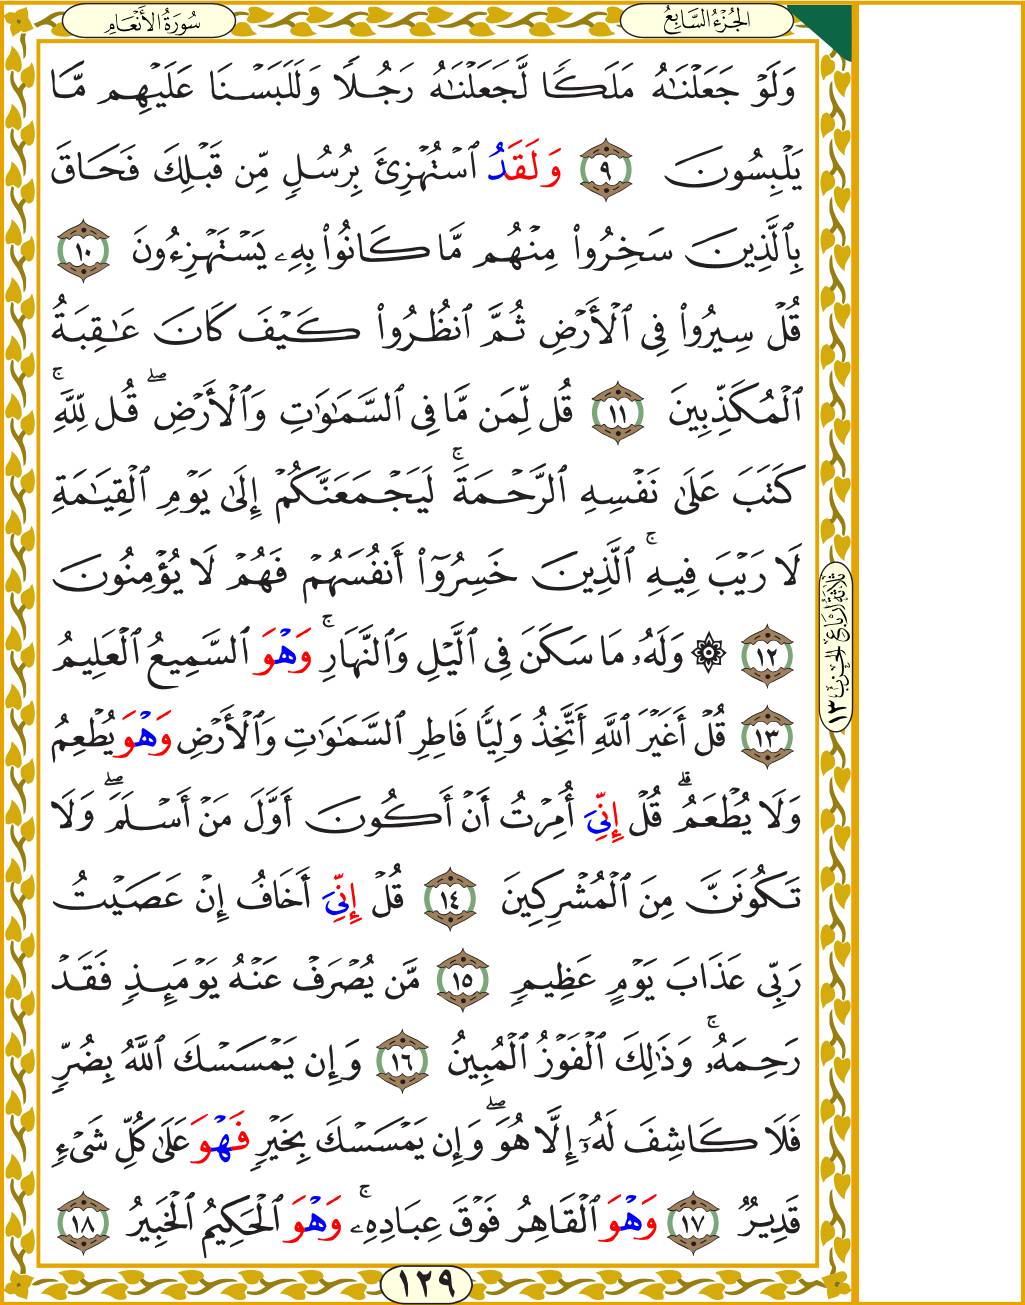 سُورَةُ الأَنْعَامِ
الجُزْءُ السَّابِعُ
وَلَوْ جَعَلْنَٰهُ مَلَكًا لَّجَعَلْنَٰهُ رَجُلًا وَلَلَبَسْنَا عَلَيْهِم مَّا
يَلْبِسُونَ ٩ وَلَقَدُ ٱسْتُهْزِئَ بِرُسُلٍ مِّن قَبْلِكَ فَحَاقَ
بِٱلَّذِينَ سَخِرُوا۟ مِنْهُم مَّا كَانُوا۟ بِهِۦ يَسْتَهْزِءُونَ ١٠
قُلْ سِيرُوا۟ فِى ٱلْأَرْضِ ثُمَّ ٱنظُرُوا۟ كَيْفَ كَانَ عَـٰقِبَةُ
ٱلْمُكَذِّبِينَ ١١ قُل لِّمَن مَّا فِى ٱلسَّمَـٰوَٰتِ وَٱلْأَرْضِ ۖ قُل لِّلَّهِ ۚ
كَتَبَ عَلَىٰ نَفْسِهِ ٱلرَّحْمَةَ ۚ لَيَجْمَعَنَّكُمْ إِلَىٰ يَوْمِ ٱلْقِيَـٰمَةِ
لَا رَيْبَ فِيهِ ۚ ٱلَّذِينَ خَسِرُوٓا۟ أَنفُسَهُمْ فَهُمْ لَا يُؤْمِنُونَ
١٢ ۞ وَلَهُۥ مَا سَكَنَ فِى ٱلَّيْلِ وَٱلنَّهَارِ ۚ وَهْوَ ٱلسَّمِيعُ ٱلْعَلِيمُ
١٣ قُلْ أَغَيْرَ ٱللَّهِ أَتَّخِذُ وَلِيًّا فَاطِرِ ٱلسَّمَـٰوَٰتِ وَٱلْأَرْضِ وَهْوَ يُطْعِمُ
وَلَا يُطْعَمُ ۗ قُلْ إِنِّىَ أُمِرْتُ أَنْ أَكُونَ أَوَّلَ مَنْ أَسْلَمَ ۖ وَلَا
تَكُونَنَّ مِنَ ٱلْمُشْرِكِينَ ١٤ قُلْ إِنِّىَ أَخَافُ إِنْ عَصَيْتُ
رَبِّى عَذَابَ يَوْمٍ عَظِيمٍ ١٥ مَّن يُصْرَفْ عَنْهُ يَوْمَئِذٍ فَقَدْ
رَحِمَهُۥ ۚ وَذَٰلِكَ ٱلْفَوْزُ ٱلْمُبِينُ ١٦ وَإِن يَمْسَسْكَ ٱللَّهُ بِضُرٍّ
فَلَا كَاشِفَ لَهُۥٓ إِلَّا هُوَ ۖ وَإِن يَمْسَسْكَ بِخَيْرٍ فَهْوَ عَلَىٰ كُلِّ شَىْءٍ
قَدِيرٌ ١٧ وَهْوَ ٱلْقَاهِرُ فَوْقَ عِبَادِهِۦ ۚ وَهْوَ ٱلْحَكِيمُ ٱلْخَبِيرُ ١٨
ثَلَاثَةُ أَرْبَاعِ الحِزْبِ ١٣
١٢٩